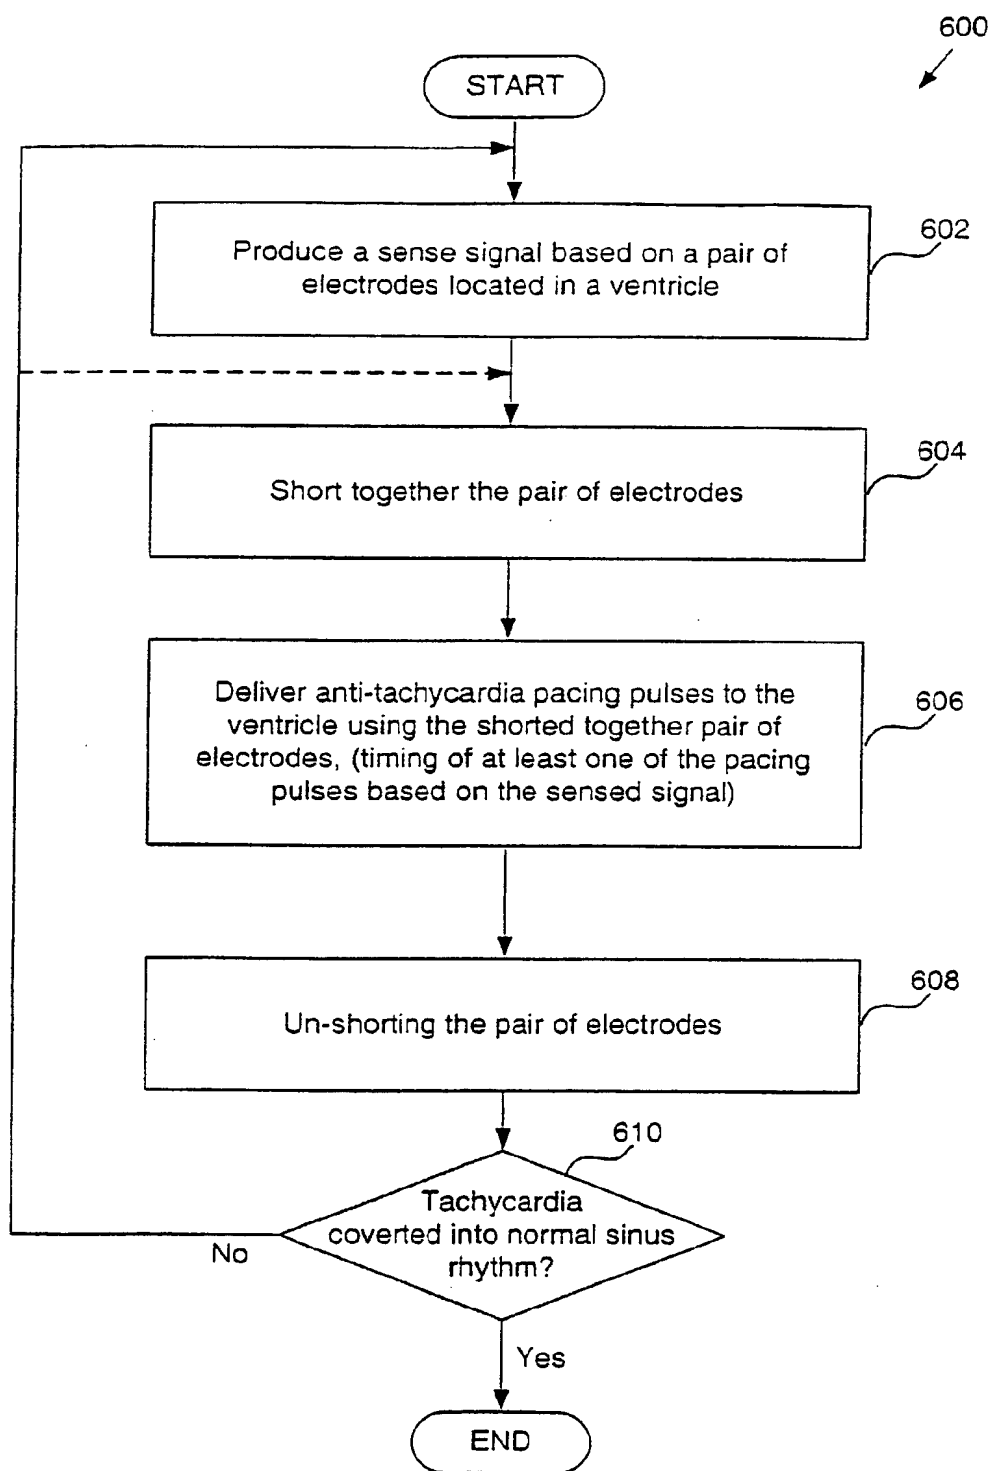 600
START
Produce a sense signal based on a pair of
electrodes located in a ventricle
602
Short together the pair of electrodes
604
Deliver anti-tachycardia pacing pulses to the
ventricle using the shorted together pair of
electrodes, (timing of at least one of the pacing
pulses based on the sensed signal)
606
Un-shorting the pair of electrodes
608
610
Tachycardia
coverted into normal sinus
rhythm?
No
Yes
END